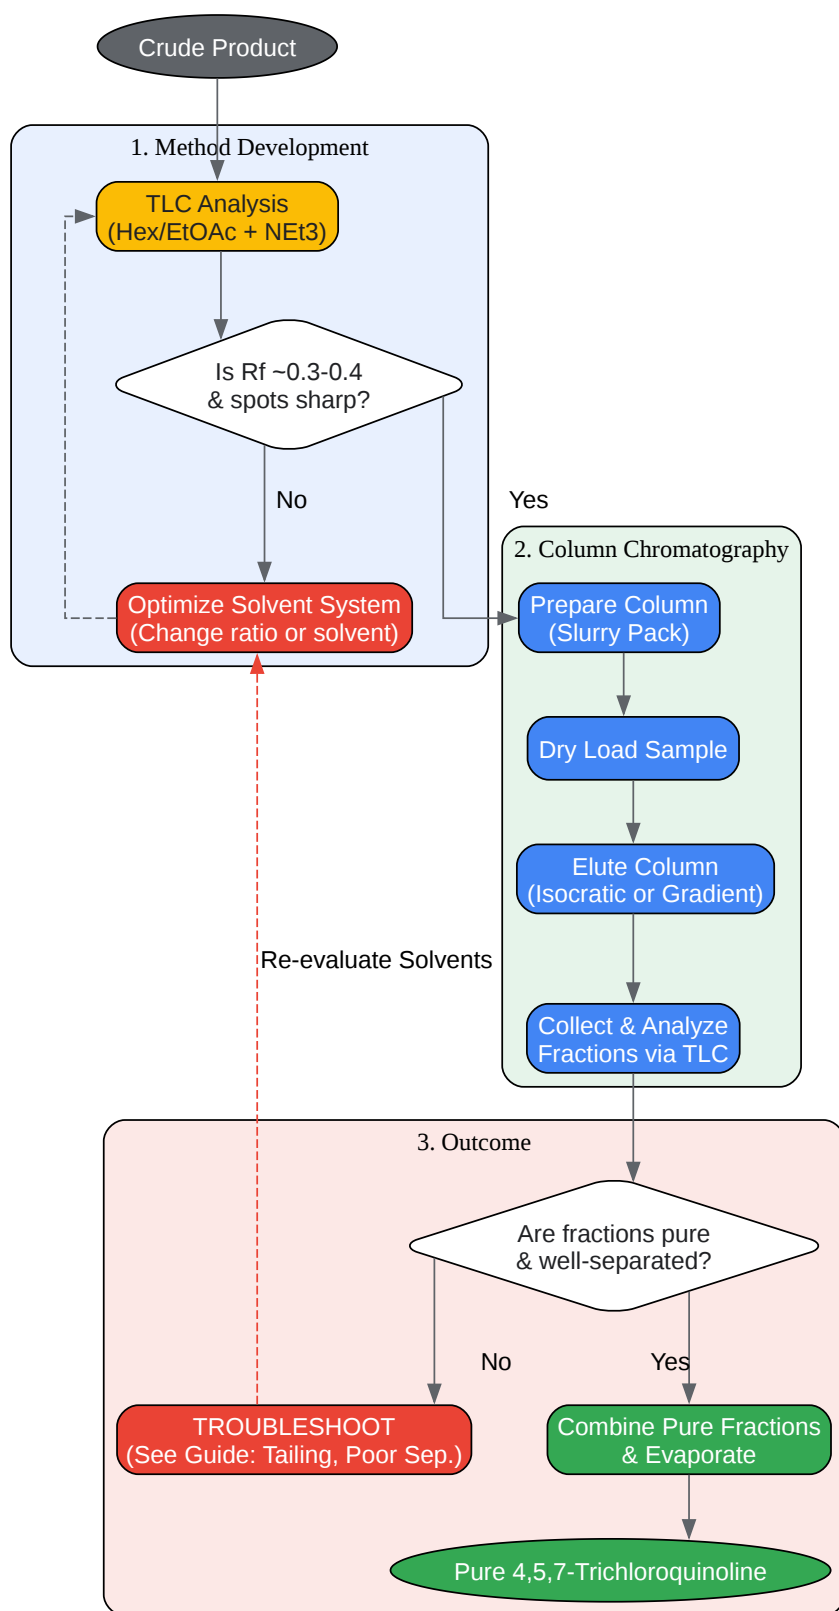 Crude Product
1. Method Development
TLC Analysis
(Hex/EtOAc + NEt3)
Is Rf ~0.3-0.4
& spots sharp?
No
Yes
Optimize Solvent System
(Change ratio or solvent)
2. Column Chromatography
Prepare Column
(Slurry Pack)
Dry Load Sample
Elute Column
(Isocratic or Gradient)
Re-evaluate Solvents
Collect & Analyze
Fractions via TLC
3. Outcome
Are fractions pure
& well-separated?
No
Yes
TROUBLESHOOT
(See Guide: Tailing, Poor Sep.)
Combine Pure Fractions
& Evaporate
Pure 4,5,7-Trichloroquinoline